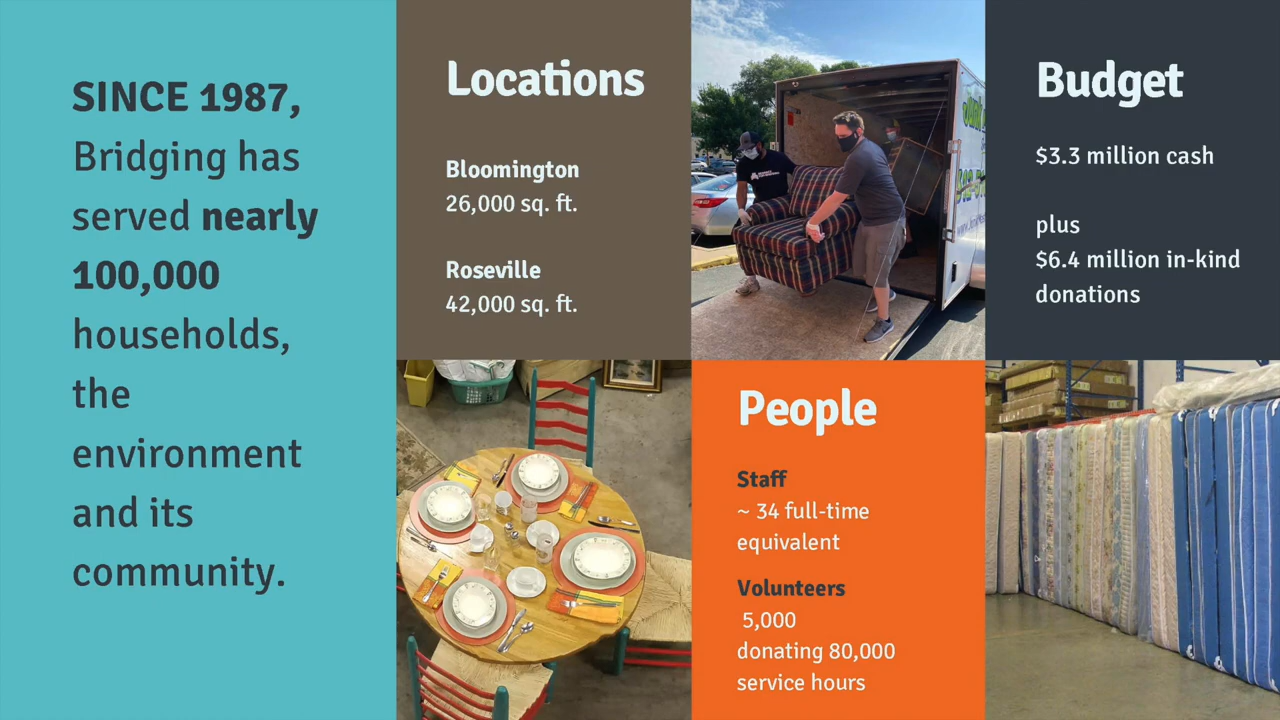 SINCE 1987,
Bridging has
served nearly
100,000
households,
the
environment
and its
community.
Locations
Bloomington
26,000 sq. ft.
Roseville
42,000 sq. ft.
Budget
$3.3 million cash
plus
$6.4 million in-kind
donations
People
Staff
~ 34 full-time
equivalent
Volunteers
5,000
donating 80,000
service hours